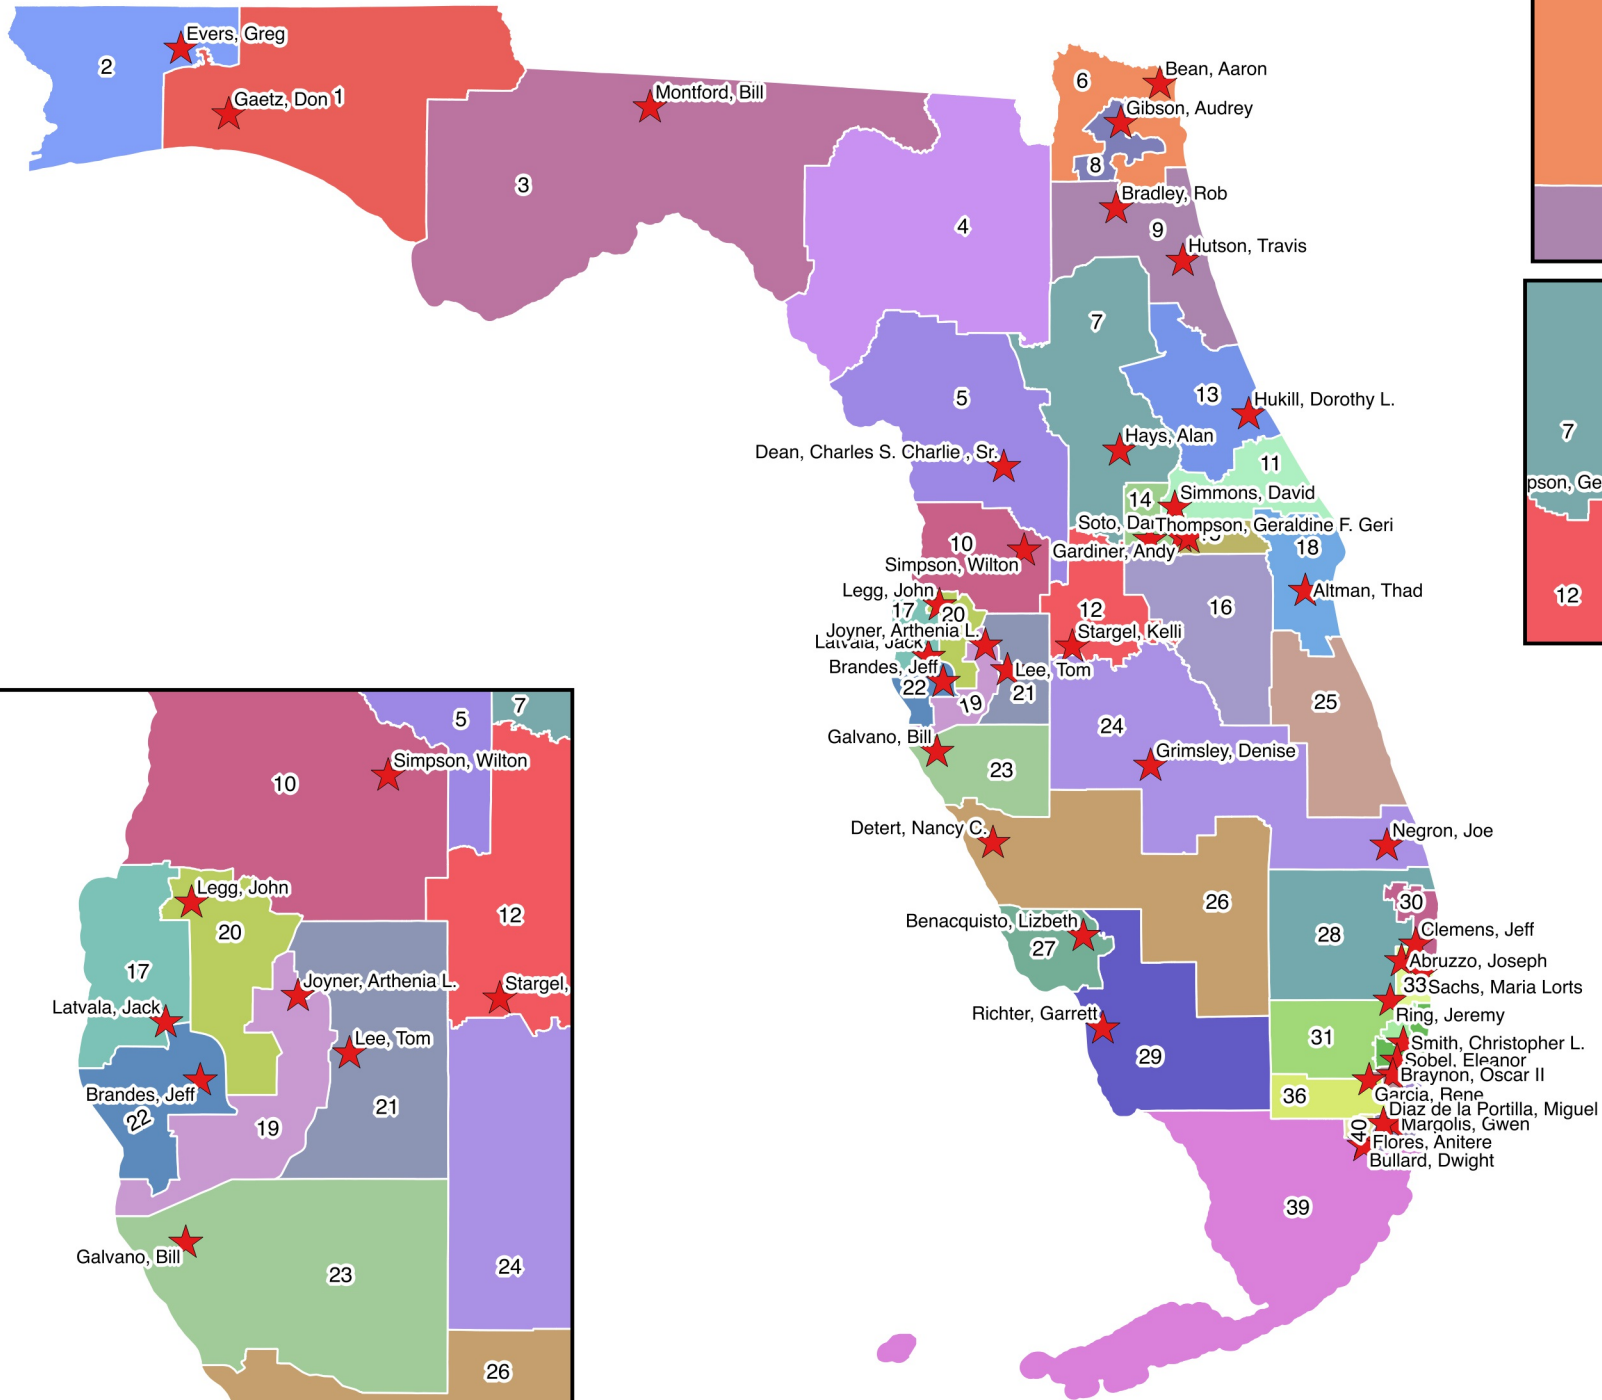 Evers, Greg
2
Gaetz, Don 1
Montford, Bill
3
4
6
Bean, Aaron
Gibson, Audrey
8
Bradley, Rob
9
Hutson, Travis
7
5
13
Hukill, Dorothy L.
Hays, Alan
Dean, Charles S. Charlie , Sr.
11
14
Simmons, David
Soto, Da
Thompson, Geraldine F. Geri
10
Gardiner, Andy
18
Simpson, Wilton
Legg, John
Altman, Thad
17
20
12
16
Joyner, Arthenia L.
Stargel, Kelli
Latvala, Jack
Brandes, Jeff
Lee, Tom
22
19
21
25
24
Galvano, Bill
Grimsley, Denise
23
Detert, Nancy C.
Negron, Joe
26
30
Benacquisto, Lizbeth
27
28
Clemens, Jeff
Abruzzo, Joseph
33
Sachs, Maria Lorts
Richter, Garrett
Ring, Jeremy
31
Smith, Christopher L.
29
Sobel, Eleanor
Braynon, Oscar II
36
Garcia, Rene
Diaz de la Portilla, Miguel
Margolis, Gwen
40
Flores, Anitere
Bullard, Dwight
39
7
pson, Ge
12
5
7
Simpson, Wilton
10
Legg, John
12
20
17
Joyner, Arthenia L.
Stargel,
Latvala, Jack
Lee, Tom
Brandes, Jeff
22
21
19
Galvano, Bill
23
24
26